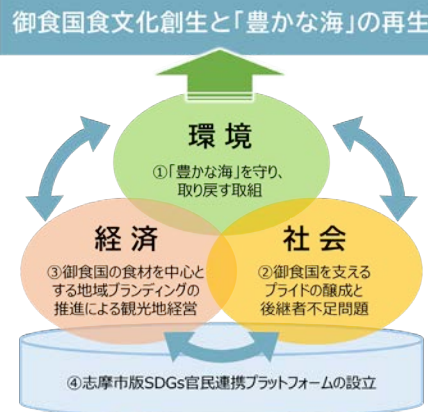 御食国食文化創生と「豊かな海」の再生
環境
①「豊かな海」を守り、
取り戻す取組
経済
③御食国の食材を中心と
する地域ブランディングの
推進による観光地経営
社会
②御食国を支える
プライドの醸成と
後継者不足問題
④志摩市版SDGs官民連携プラットフォームの設立